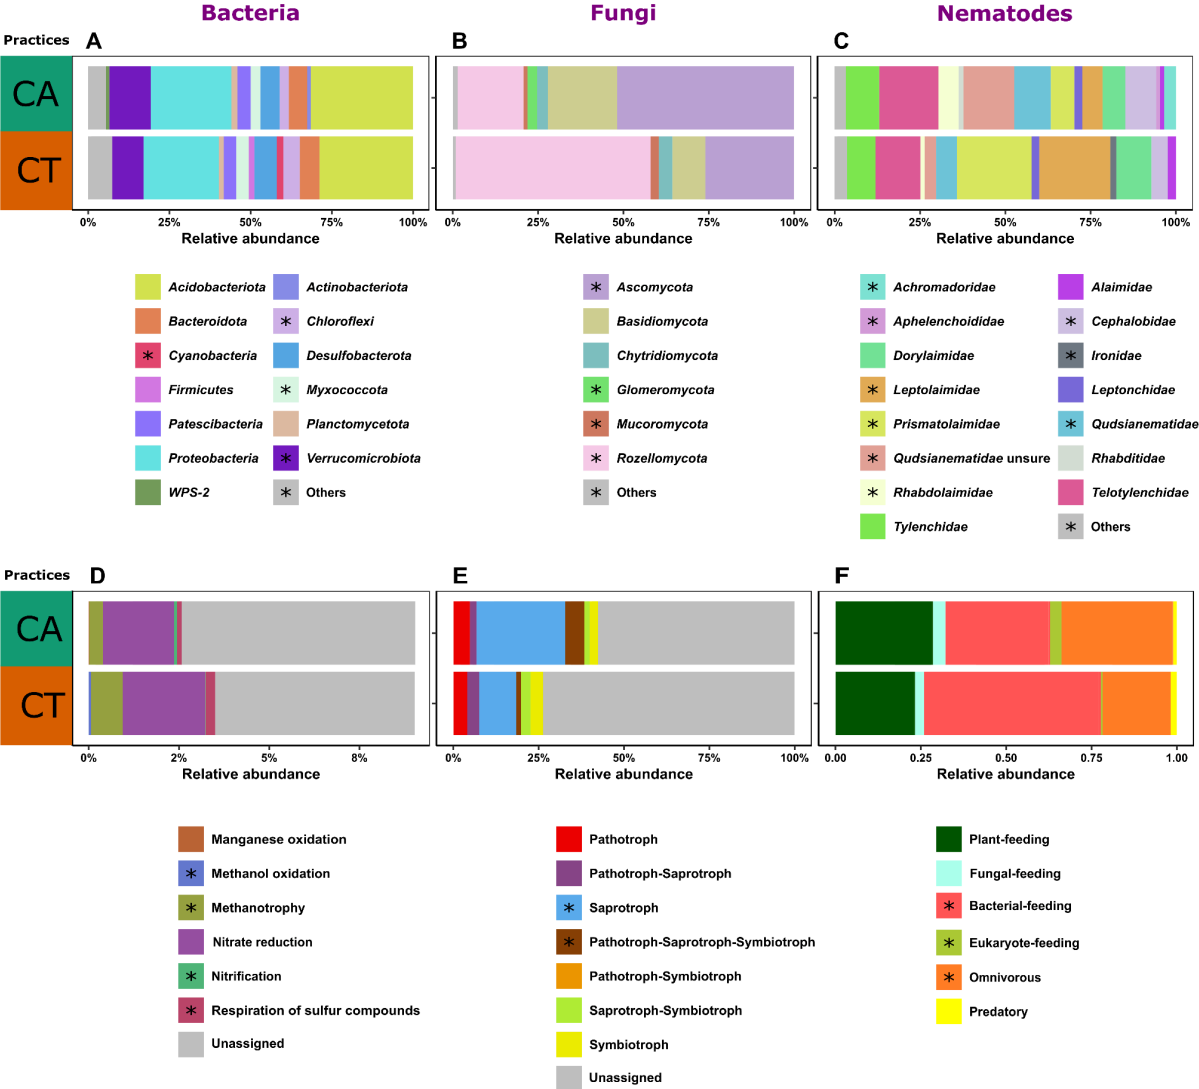 Bacteria Fungi Nematodes
Practices A B C
CA
CT
0% 25% 50% 75% 100% 0% 25% 50% 75% 100% 0% 25% 50% 75% 100%
Relative abundance Relative abundance Relative abundance
Acidobacteriota Actinobacteriota * Ascomycota * Achromadoridae Alaimidae
Bacteroidota * Chloroflexi Basidiomycota * Aphelenchoididae * Cephalobidae
* Cyanobacteria Desulfobacterota Chytridiomycota Dorylaimidae * Ironidae
Firmicutes * Myxococcota * Glomeromycota * Leptolaimidae Leptonchidae
Patescibacteria Planctomycetota * Mucoromycota * Prismatolaimidae * Qudsianematidae
Proteobacteria * Verrucomicrobiota * Rozellomycota * Qudsianematidae unsure Rhabditidae
WPS-2 * Others * Others * Rhabdolaimidae Telotylenchidae
Tylenchidae * Others
Practices D E F
CA
CT
0% 2% 5% 8% 0% 25% 50% 75% 100% 0.00 0.25 0.50 0.75 1.00
Relative abundance Relative abundance Relative abundance
Manganese oxidation Pathotroph Plant-feeding
* Methanol oxidation Pathotroph-Saprotroph Fungal-feeding
* Methanotrophy * Saprotroph * Bacterial-feeding
Nitrate reduction * Pathotroph-Saprotroph-Symbiotroph * Eukaryote-feeding
* Nitrification Pathotroph-Symbiotroph * Omnivorous
* Respiration of sulfur compounds Saprotroph-Symbiotroph Predatory
Unassigned Symbiotroph
Unassigned